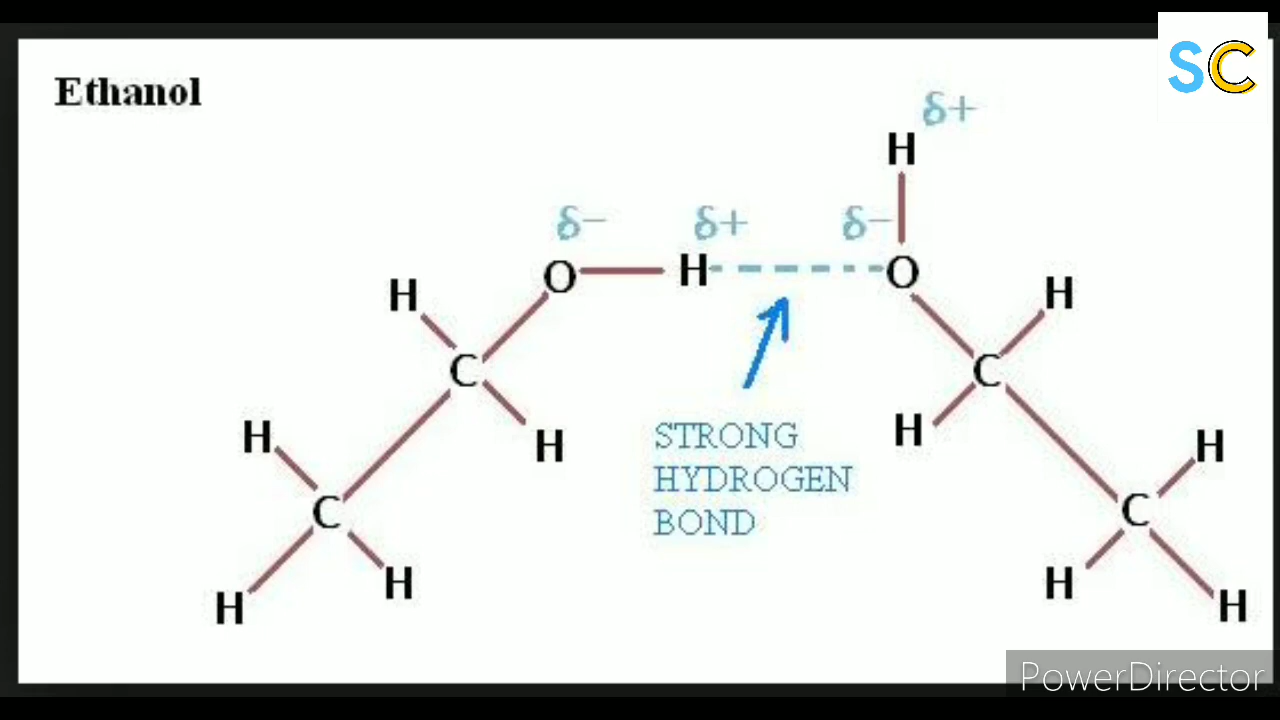 SC
Ethanol
δ+
H
δ− δ+ δ−
O H O
H H
C C
H H
STRONG
HYDROGEN
BOND
H H
C C
H H
H H
PowerDirector